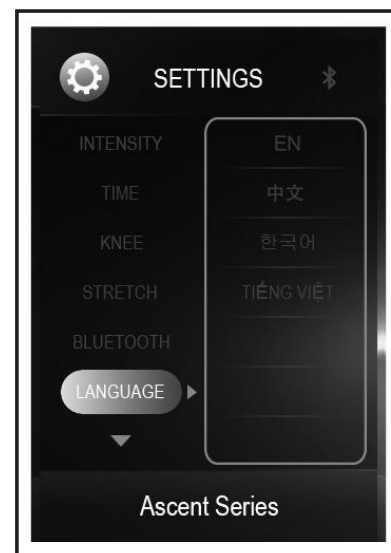 SETTINGS
INTENSITY
TIME
KNEE
STRETCH
BLUETOOTH
LANGUAGE
EN
中文
한국어
TIẾNG VIỆT
Ascent Series